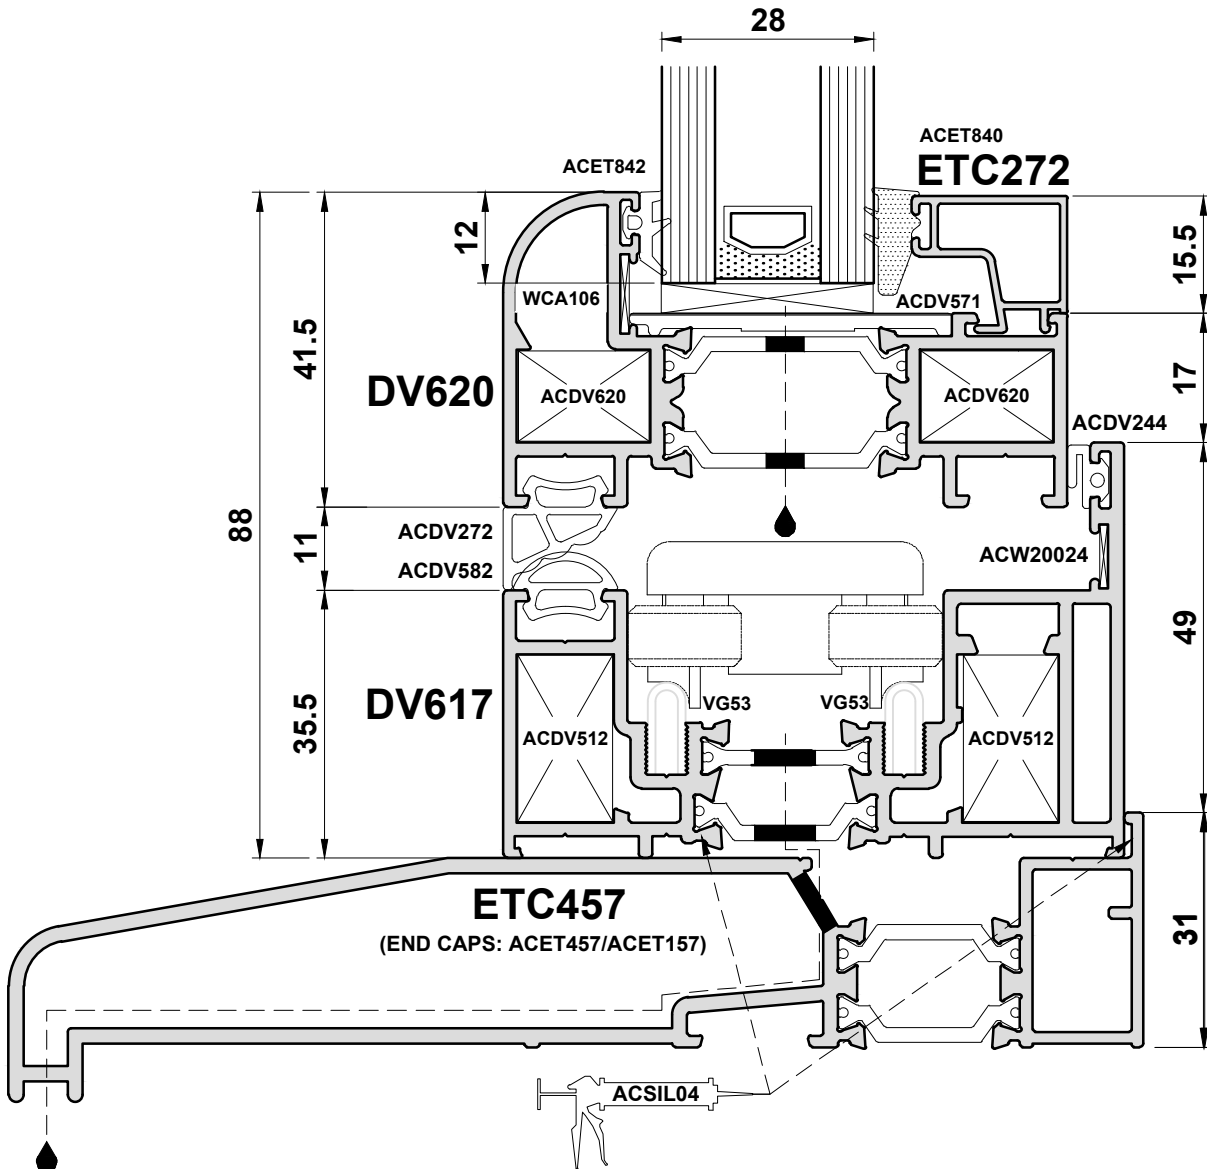 28
ACET840
ETC272
ACET842
12
15.5
WCA106
ACDV571
41.5
DV620
ACDV620
ACDV620
17
ACDV244
88
11
ACDV272
ACDV582
ACW20024
49
35.5
DV617
VG53
VG53
ACDV512
ACDV512
ETC457
(END CAPS: ACET457/ACET157)
31
ACSIL04